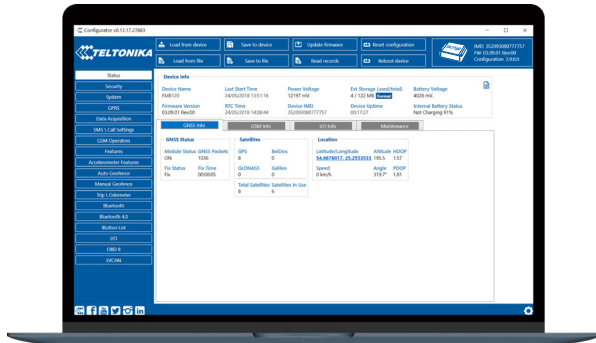 Configurator v0.13.17.27883
TELTONIKA
Load from device
Save to device
Update firmware
Reset configuration
Load from file
Save to file
Read records
Reboot device
IMEI 352093080777757
FW 03.09.01 Rev:00
Configuration 1.9.0.0
Status
Security
System
GPRS
Data Acquisition
SMS \ Call Settings
GSM Operators
Features
Accelerometer Features
Auto Geofence
Manual Geofence
Trip \ Odometer
Bluetooth
Bluetooth 4.0
iButton List
I/O
OBD II
LVCAN
Device Info
Device Name Last Start Time Power Voltage Ext Storage (used/total) Battery Voltage
FMB120 24/05/2018 13:51:16 12197 mV. 4 / 122 MB Format 4028 mV.
Firmware Version RTC Time Device IMEI Device Uptime Internal Battery Status
03.09.01 Rev:00 24/05/2018 14:08:44 352093080777757 00:17:27 Not Charging 91%
GNSS Info GSM Info I/O Info Maintenance
GNSS Status
Module Status GNSS Packets
ON 1036
Fix Status Fix Time
Fix 00:00:05
Satellites
GPS BeiDou
8 0
GLONASS Galileo
0 0
Total Satellites Satellites In Use
8 6
Location
Latitude/Longitude Altitude HDOP
54.6678017, 25.2553533 195.5 1.57
Speed Angle PDOP
0 km/h 319.7° 1.81